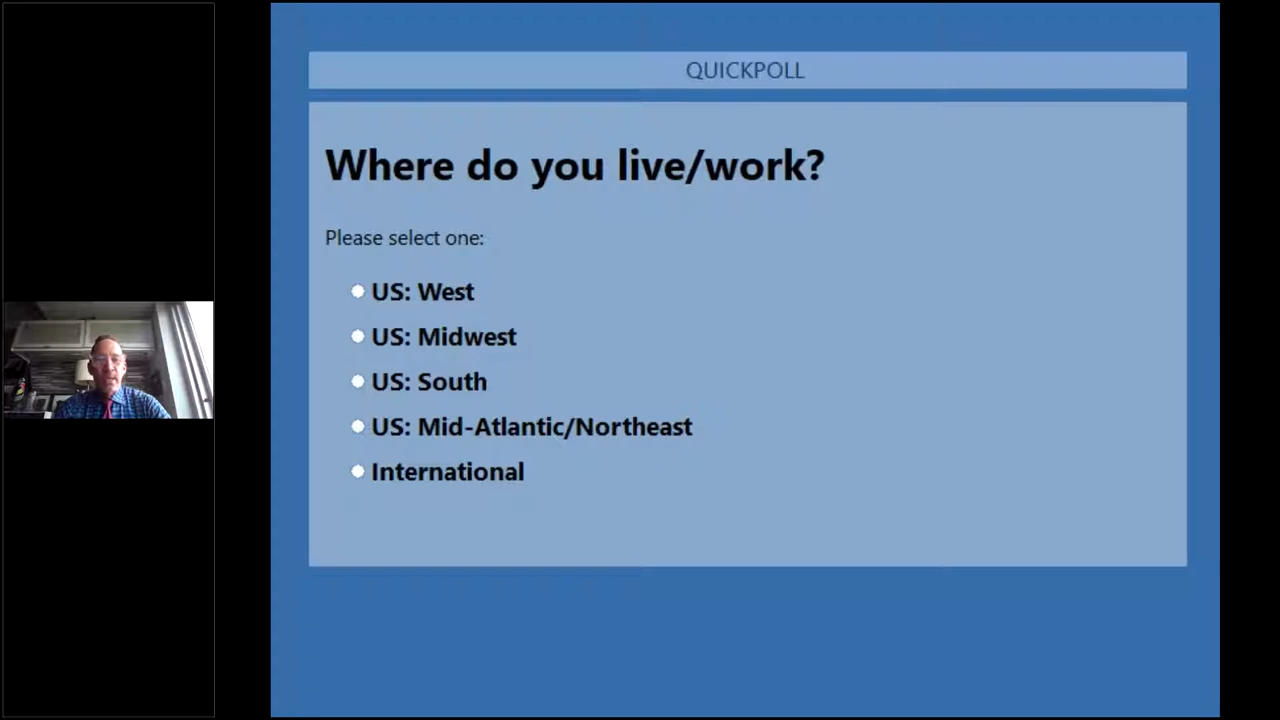 QUICKPOLL
Where do you live/work?
Please select one:
US: West
US: Midwest
US: South
US: Mid-Atlantic/Northeast
International